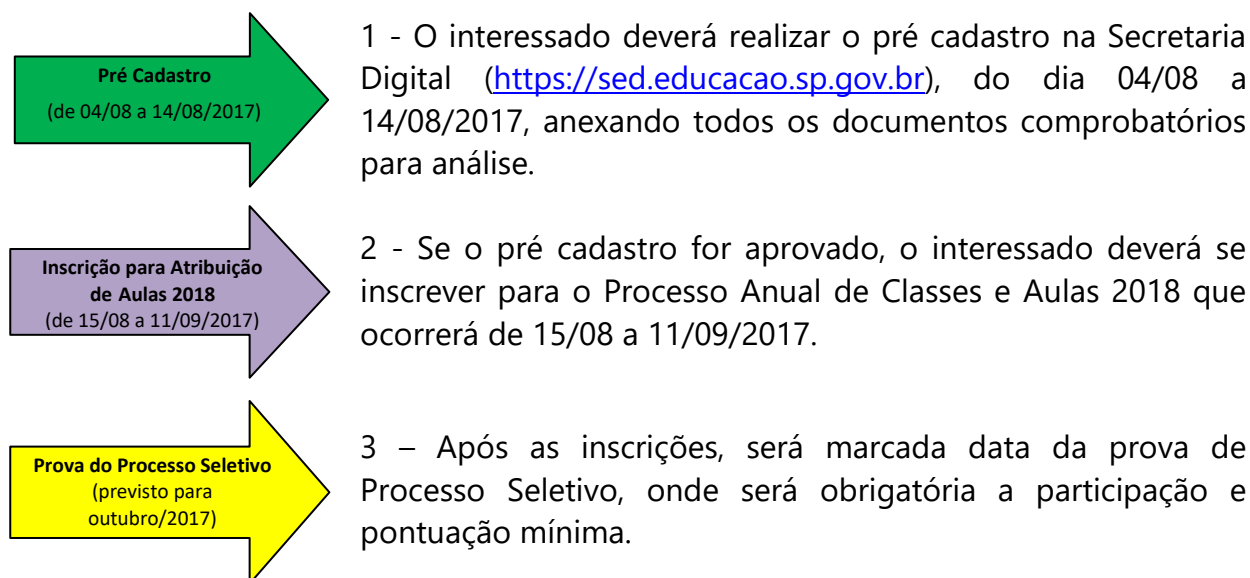 Pré Cadastro
(de 04/08 a 14/08/2017)
1 - O interessado deverá realizar o pré cadastro na Secretaria
Digital (https://sed.educacao.sp.gov.br), do dia 04/08 a
14/08/2017, anexando todos os documentos comprobatórios
para análise.
Inscrição para Atribuição
de Aulas 2018
(de 15/08 a 11/09/2017)
2 - Se o pré cadastro for aprovado, o interessado deverá se
inscrever para o Processo Anual de Classes e Aulas 2018 que
ocorrerá de 15/08 a 11/09/2017.
Prova do Processo Seletivo
(previsto para
outubro/2017)
3 – Após as inscrições, será marcada data da prova de
Processo Seletivo, onde será obrigatória a participação e
pontuação mínima.